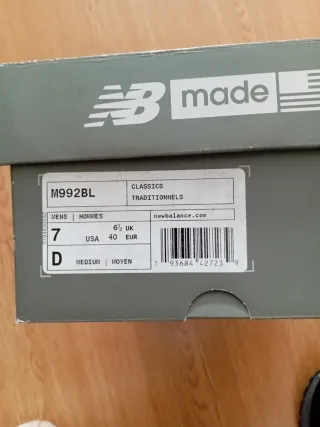 NB made
M992BL
CLASSICS
TRADITIONNELS
MENS | HOMMES
newbalance.com
7 USA 6½ UK
40 EUR
D MEDIUM | MOYEN
1 93684 42723 9